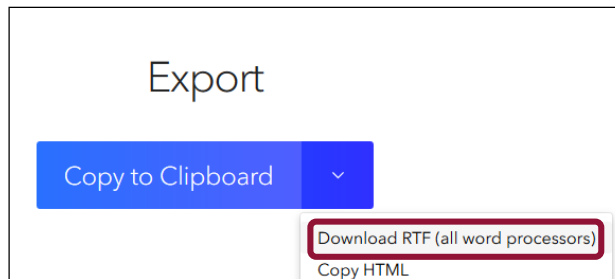 Export
Copy to Clipboard
Download RTF (all word processors)
Copy HTML